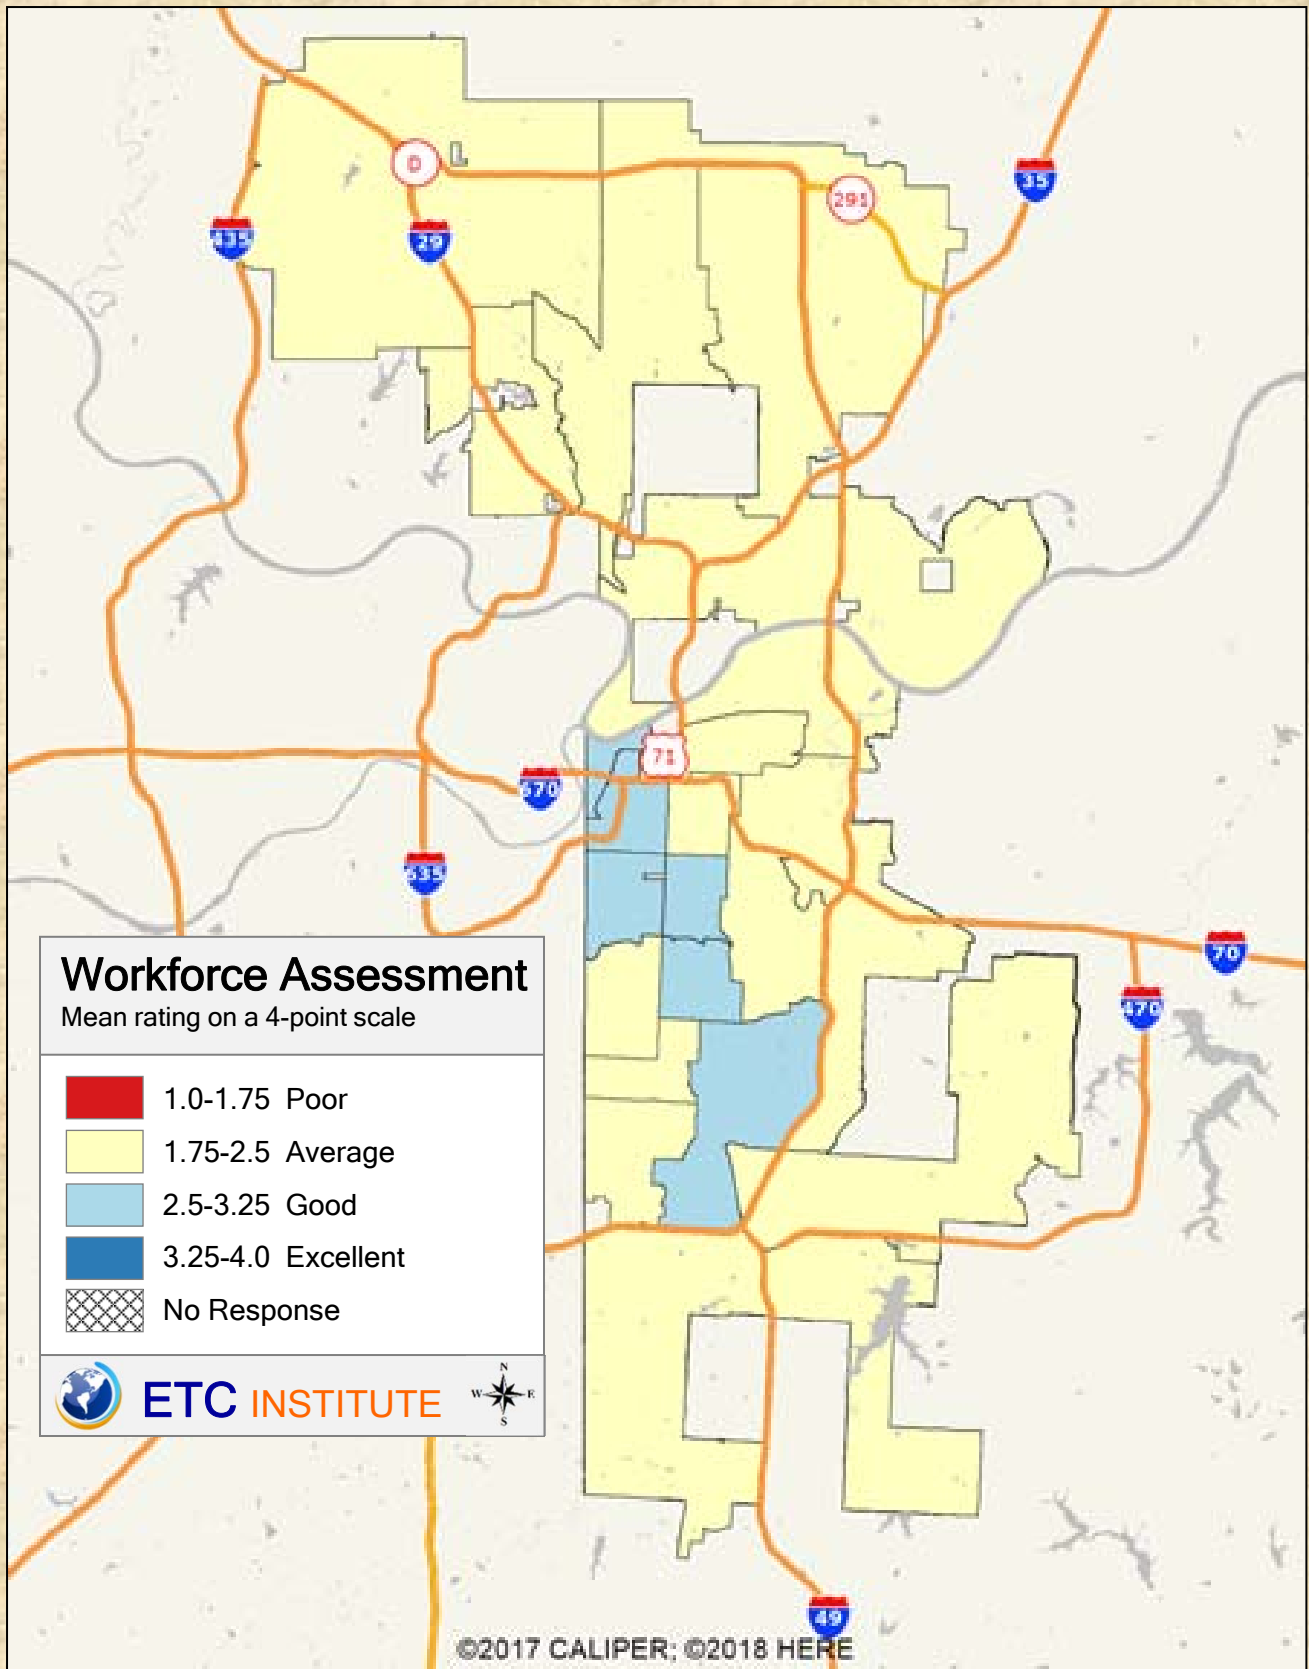 D
291
35
435
29
71
670
635
70
470
Workforce Assessment
Mean rating on a 4-point scale
1.0-1.75 Poor
1.75-2.5 Average
2.5-3.25 Good
3.25-4.0 Excellent
No Response
ETC INSTITUTE
N
W E
S
49
©2017 CALIPER; ©2018 HERE